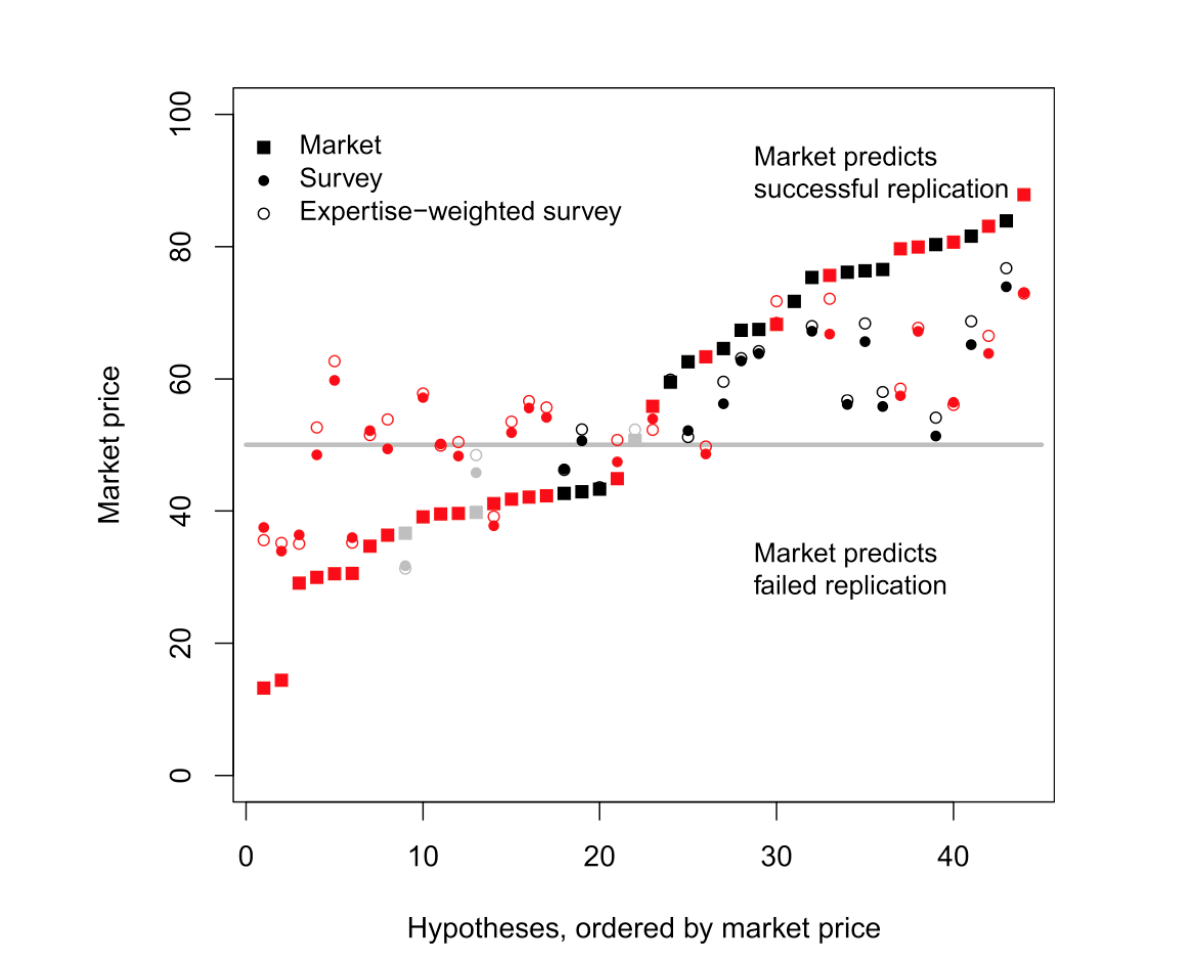 Market
Survey
Expertise−weighted survey
Market predicts
successful replication
Market predicts
failed replication
Market price
100
80
60
40
20
0
0 10 20 30 40
Hypotheses, ordered by market price